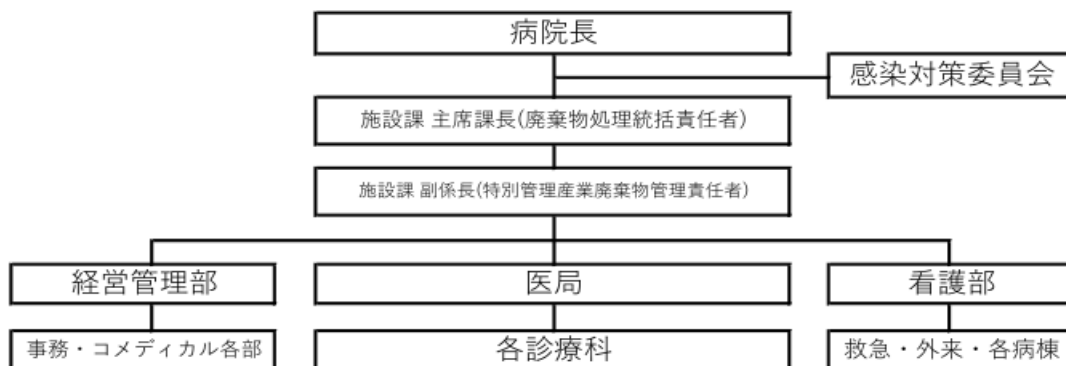 病院長
感染対策委員会
施設課 主席課長(廃棄物処理統括責任者)
施設課 副係長(特別管理産業廃棄物管理責任者)
経営管理部
医局
看護部
事務・コメディカル各部
各診療科
救急・外来・各病棟